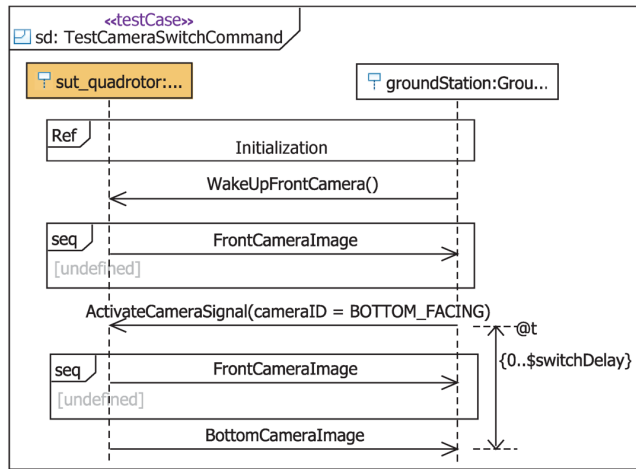 «testCase»
sd: TestCameraSwitchCommand
sut_quadrotor:...
groundStation:Grou...
Ref
Initialization
WakeUpFrontCamera()
seq
FrontCameraImage
[undefined]
ActivateCameraSignal(cameraID = BOTTOM_FACING)
@t
{0..$switchDelay}
seq
FrontCameraImage
[undefined]
BottomCameraImage